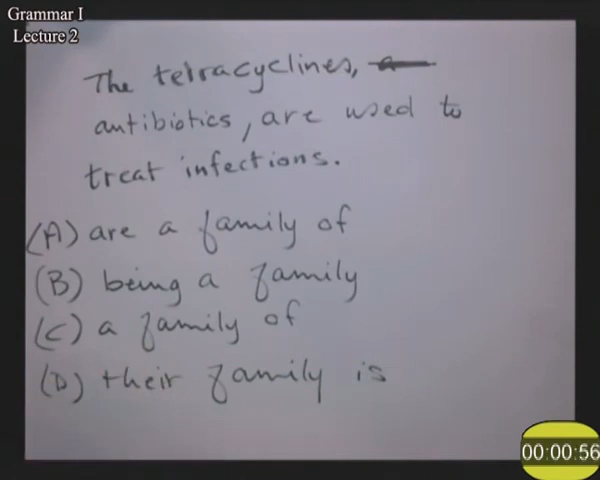 Grammar I
Lecture 2
The tetracyclines,
antibiotics, are used to
treat infections.
(A) are a family of
(B) being a family
(C) a family of
(D) their family is
00:00:56